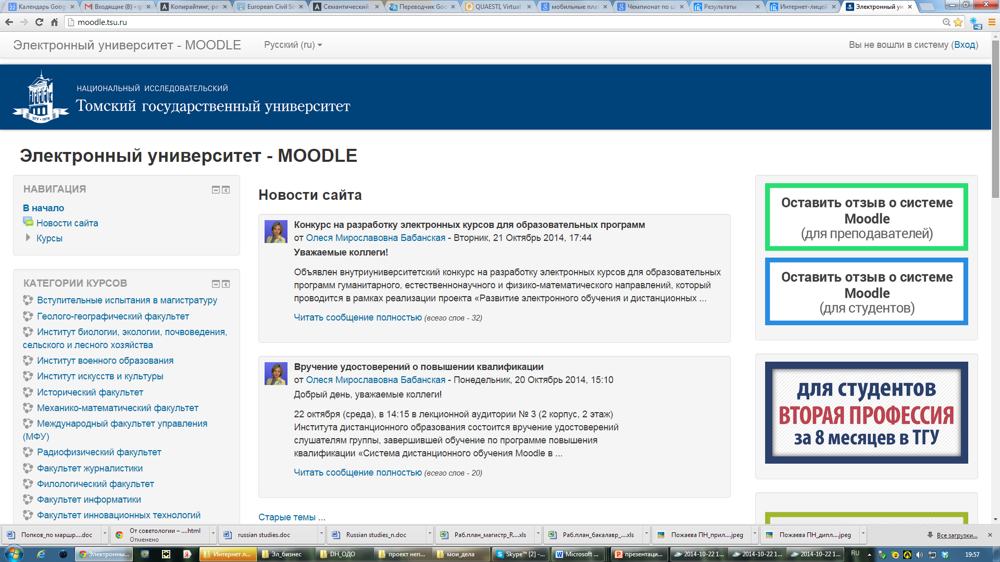 Календарь Goog
Входящие (8) - g
Копирайтинг, ре
European Civil So
Семантический
Переводчик Goo
QUAESTI, Virtual
мобильные плат
Чемпионат по ш
Результаты
Интернет-лицей
Электронный ун
moodle.tsu.ru
Электронный университет - MOODLE
Русский (ru)
Вы не вошли в систему (Вход)
НАЦИОНАЛЬНЫЙ ИССЛЕДОВАТЕЛЬСКИЙ
Томский государственный университет
ТГУ • 1878
Электронный университет - MOODLE
НАВИГАЦИЯ
В начало
Новости сайта
Курсы
КАТЕГОРИИ КУРСОВ
Вступительные испытания в магистратуру
Геолого-географический факультет
Институт биологии, экологии, почвоведения,
сельского и лесного хозяйства
Институт военного образования
Институт искусств и культуры
Исторический факультет
Механико-математический факультет
Международный факультет управления
(МФУ)
Радиофизический факультет
Факультет журналистики
Филологический факультет
Факультет информатики
Факультет инновационных технологий
Новости сайта
Конкурс на разработку электронных курсов для образовательных программ
от Олеся Мирославовна Бабанская - Вторник, 21 Октябрь 2014, 17:44
Уважаемые коллеги!
Объявлен внутриуниверситетский конкурс на разработку электронных курсов для образовательных
программ гуманитарного, естественнонаучного и физико-математического направлений, который
проводится в рамках реализации проекта «Развитие электронного обучения и дистанционных ...
Читать сообщение полностью (всего слов - 32)
Вручение удостоверений о повышении квалификации
от Олеся Мирославовна Бабанская - Понедельник, 20 Октябрь 2014, 15:10
Добрый день, уважаемые коллеги!
22 октября (среда), в 14:15 в лекционной аудитории № 3 (2 корпус, 2 этаж)
Института дистанционного образования состоится вручение удостоверений
слушателям группы, завершившей обучение по программе повышения
квалификации «Система дистанционного обучения Moodle в ...
Читать сообщение полностью (всего слов - 20)
Старые темы ...
Оставить отзыв о системе
Moodle
(для преподавателей)
Оставить отзыв о системе
Moodle
(для студентов)
для студентов
ВТОРАЯ ПРОФЕССИЯ
за 8 месяцев в ТГУ
Попков_по маршр....doc
От советологии – ....html
Отменено
russian studies.doc
Russian studies_n.doc
Раб.план_магистр_R....xls
Раб.план_бакалавр_....xls
Пожаева ПН_прил....jpeg
Пожаева ПН_дипл....jpeg
Все загрузки...
Электронны...
Интернет л...
Эл_бизнес
DH_ОДО
проект неп...
мои_дела
Skype™ [2] -...
Microsoft ...
презентаци...
2014-10-22 1...
2014-10-22 1...
2014-10-22 1...
RU
19:57